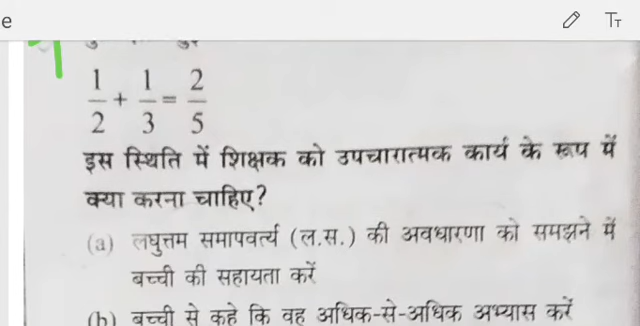 e
Tт
1/2 + 1/3 = 2/5
इस स्थिति में शिक्षक को उपचारात्मक कार्य के रूप में
क्या करना चाहिए?
(a) लघुत्तम समापवर्त्य (ल.स.) की अवधारणा को समझने में
बच्ची की सहायता करें
(b) बच्ची से कहे कि वह अधिक-से-अधिक अभ्यास करें